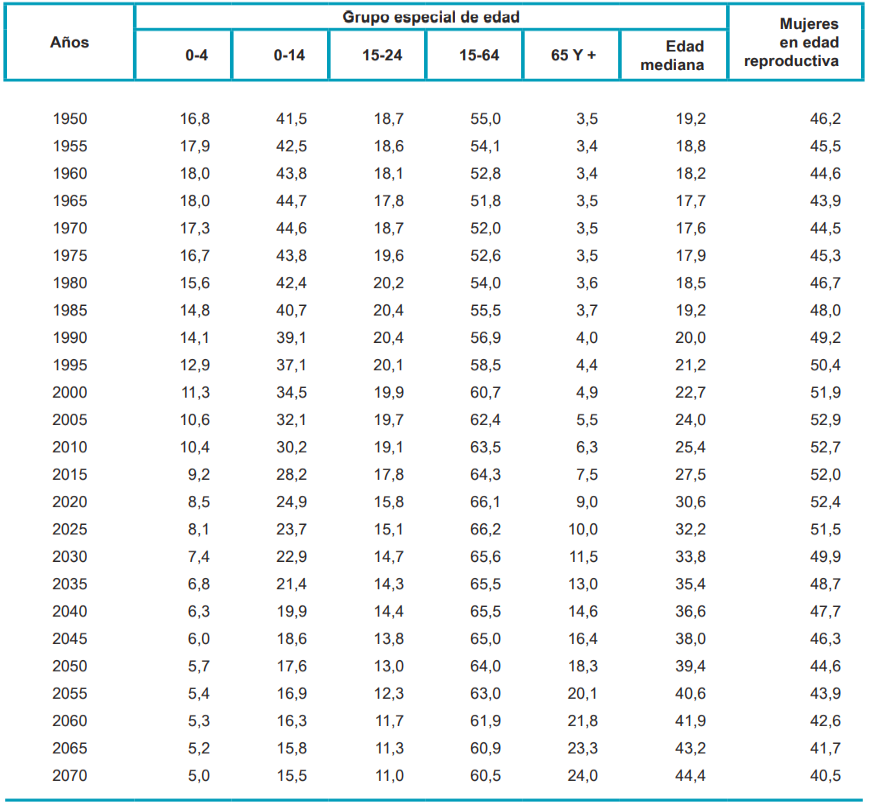 Años Grupo especial de edad Mujeres en edad reproductiva
0-4 0-14 15-24 15-64 65 Y + Edad mediana
1950 16,8 41,5 18,7 55,0 3,5 19,2 46,2
1955 17,9 42,5 18,6 54,1 3,4 18,8 45,5
1960 18,0 43,8 18,1 52,8 3,4 18,2 44,6
1965 18,0 44,7 17,8 51,8 3,5 17,7 43,9
1970 17,3 44,6 18,7 52,0 3,5 17,6 44,5
1975 16,7 43,8 19,6 52,6 3,5 17,9 45,3
1980 15,6 42,4 20,2 54,0 3,6 18,5 46,7
1985 14,8 40,7 20,4 55,5 3,7 19,2 48,0
1990 14,1 39,1 20,4 56,9 4,0 20,0 49,2
1995 12,9 37,1 20,1 58,5 4,4 21,2 50,4
2000 11,3 34,5 19,9 60,7 4,9 22,7 51,9
2005 10,6 32,1 19,7 62,4 5,5 24,0 52,9
2010 10,4 30,2 19,1 63,5 6,3 25,4 52,7
2015 9,2 28,2 17,8 64,3 7,5 27,5 52,0
2020 8,5 24,9 15,8 66,1 9,0 30,6 52,4
2025 8,1 23,7 15,1 66,2 10,0 32,2 51,5
2030 7,4 22,9 14,7 65,6 11,5 33,8 49,9
2035 6,8 21,4 14,3 65,5 13,0 35,4 48,7
2040 6,3 19,9 14,4 65,5 14,6 36,6 47,7
2045 6,0 18,6 13,8 65,0 16,4 38,0 46,3
2050 5,7 17,6 13,0 64,0 18,3 39,4 44,6
2055 5,4 16,9 12,3 63,0 20,1 40,6 43,9
2060 5,3 16,3 11,7 61,9 21,8 41,9 42,6
2065 5,2 15,8 11,3 60,9 23,3 43,2 41,7
2070 5,0 15,5 11,0 60,5 24,0 44,4 40,5